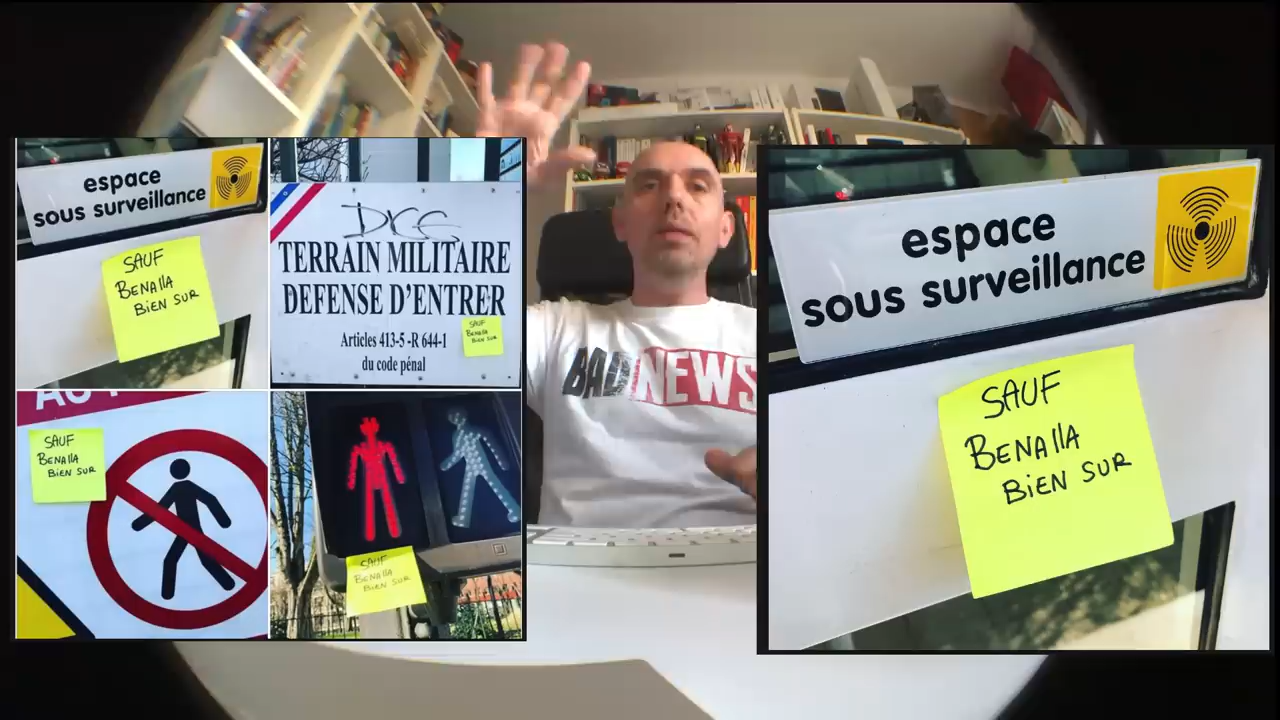 espace
sous surveillance
SAUF
BENAllA
BiEN SUR
TERRAIN MILITAIRE
DEFENSE D'ENTRER
Articles 413-5 -R 644-1
du code pénal
SAUF
BENAllA
BiEN SUR
SAUF
BENAllA
BiEN SUR
SAUF
BENAllA
BiEN SUR
BAD NEWS
espace
sous surveillance
SAUF
BENAllA
BiEN SUR